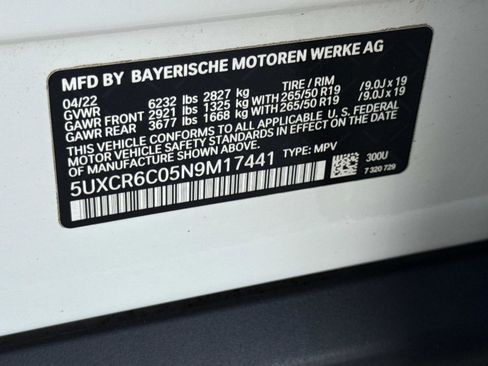 MFD BY BAYERISCHE MOTOREN WERKE AG
04/22 6232 lbs 2827 kg TIRE / RIM
GVWR
GAWR FRONT 2921 lbs 1325 kg WITH 265/50 R19 /9.0J x 19
GAWR REAR 3677 lbs 1668 kg WITH 265/50 R19 /9.0J x 19
THIS VEHICLE CONFORMS TO ALL APPLICABLE U.S. FEDERAL
MOTOR VEHICLE SAFETY STANDARDS IN EFFECT ON THE DATE
OF MANUFACTURE SHOWN ABOVE.
5UXCR6C05N9M17441 TYPE: MPV
300U
7 320 729